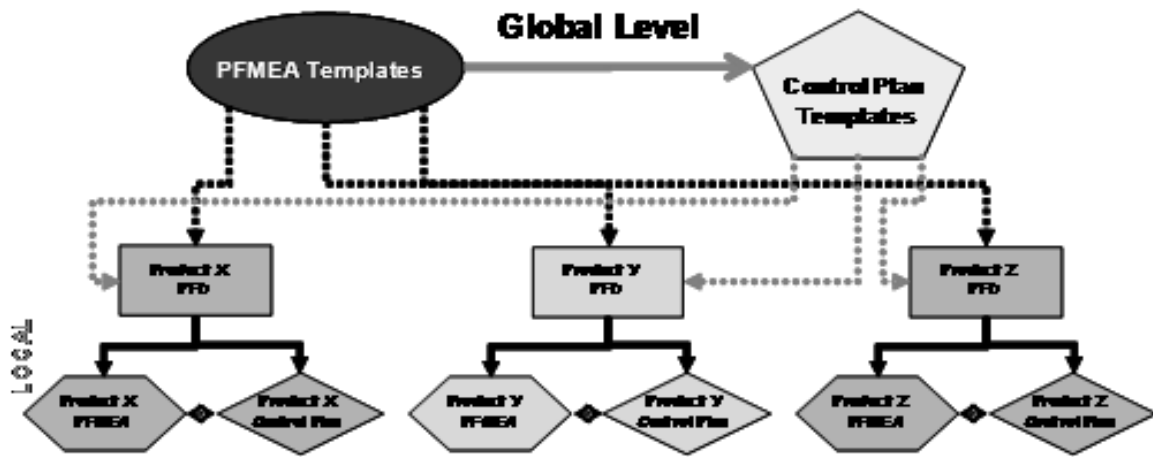 Global Level
PFMEA Templates
Control Plan
Templates
Product X
PFD
Product Y
PFD
Product Z
PFD
LOCAL
Product X
PFMEA
Product X
Control Plan
Product Y
PFMEA
Product Y
Control Plan
Product Z
PFMEA
Product Z
Control Plan